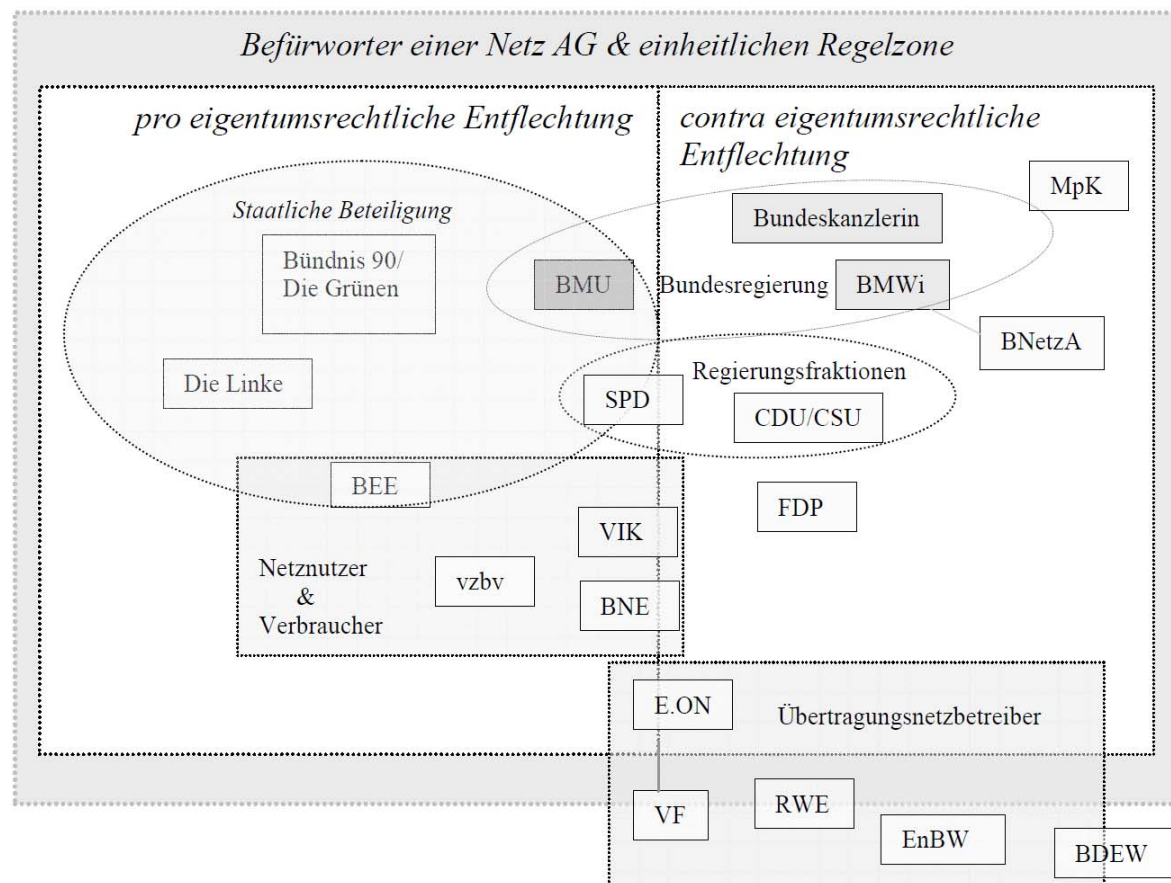 Befürworter einer Netz AG & einheitlichen Regelzone
pro eigentumsrechtliche Entflechtung
contra eigentumsrechtliche
Entflechtung
MpK
Staatliche Beteiligung
Bundeskanzlerin
Bündnis 90/
Die Grünen
BMU
Bundesregierung
BMWi
BNetzA
Die Linke
SPD
Regierungsfraktionen
CDU/CSU
BEE
FDP
VIK
Netznutzer
&
Verbraucher
vzbv
BNE
E.ON
Übertragungsnetzbetreiber
VF
RWE
EnBW
BDEW